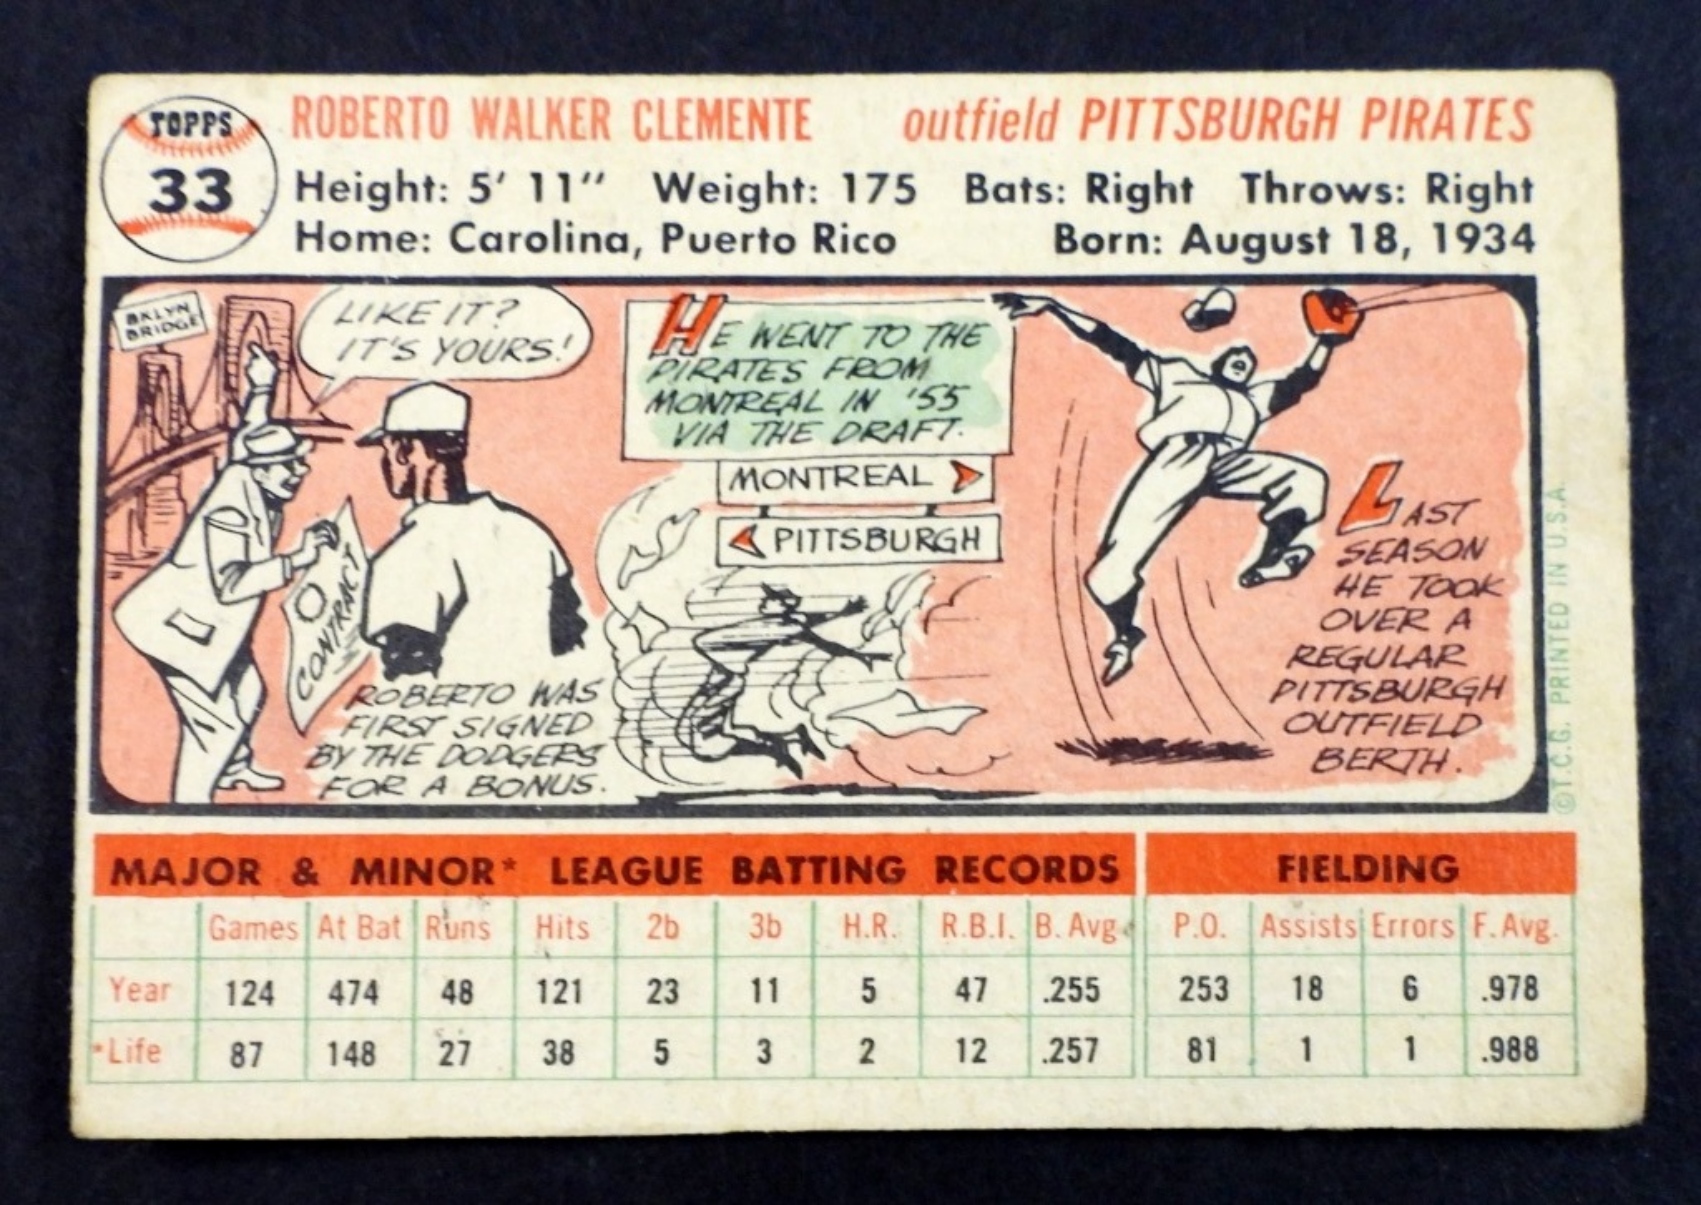 TOPPS
33
ROBERTO WALKER CLEMENTE outfield PITTSBURGH PIRATES
Height: 5' 11" Weight: 175 Bats: Right Throws: Right
Home: Carolina, Puerto Rico Born: August 18, 1934
BKLYN
BRIDGE
LIKE IT?
IT'S YOURS!
CONTRACT
ROBERTO WAS
FIRST SIGNED
BY THE DODGERS
FOR A BONUS.
HE WENT TO THE
PIRATES FROM
MONTREAL IN '55
VIA THE DRAFT.
MONTREAL
PITTSBURGH
LAST
SEASON
HE TOOK
OVER A
REGULAR
PITTSBURGH
OUTFIELD
BERTH.
©T.C.G. PRINTED IN U.S.A.
MAJOR & MINOR* LEAGUE BATTING RECORDS FIELDING
Games At Bat Runs Hits 2b 3b H.R. R.B.I. B. Avg. P.O. Assists Errors F. Avg.
Year 124 474 48 121 23 11 5 47 .255 253 18 6 .978
*Life 87 148 27 38 5 3 2 12 .257 81 1 1 .988